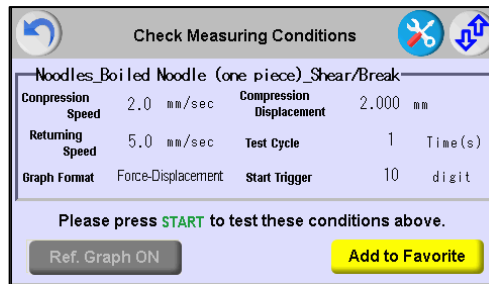 Check Measuring Conditions
Noodles_Boiled Noodle (one piece)_Shear/Break
Conpression Speed 2.0 mm/sec Compression Displacement 2.000 mm
Returning Speed 5.0 mm/sec Test Cycle 1 Time(s)
Graph Format Force-Displacement Start Trigger 10 digit
Please press START to test these conditions above.
Ref. Graph ON Add to Favorite